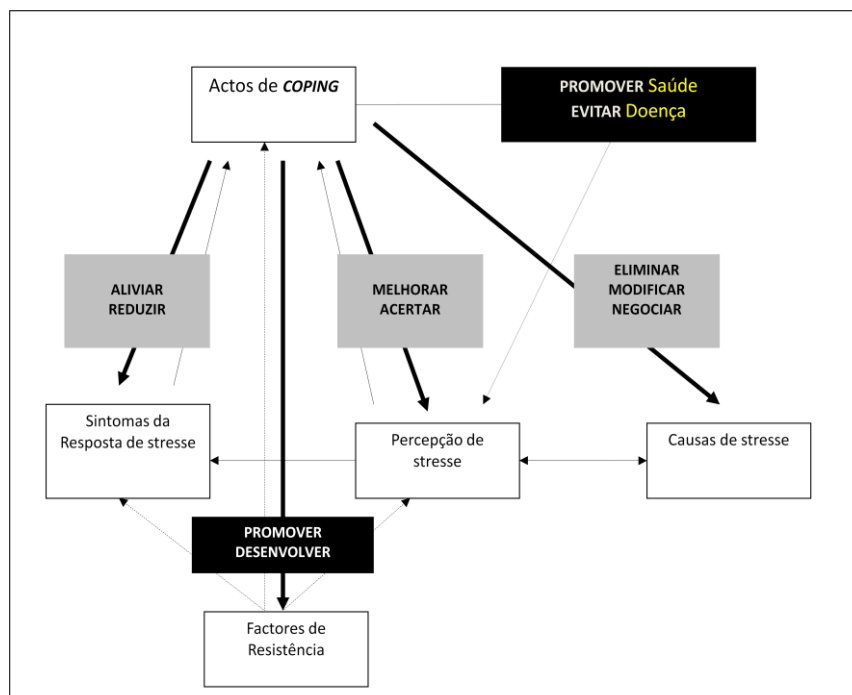 Actos de COPING
PROMOVER Saúde
EVITAR Doença
ALIVIAR
REDUZIR
MELHORAR
ACERTAR
ELIMINAR
MODIFICAR
NEGOCIAR
Sintomas da
Resposta de stresse
Percepção de
stresse
Causas de stresse
PROMOVER
DESENVOLVER
Factores de
Resistência